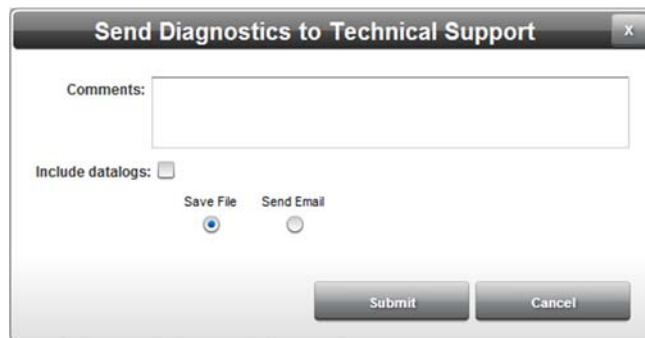 Send Diagnostics to Technical Support
X
Comments:
Include datalogs:
Save File Send Email
Submit Cancel